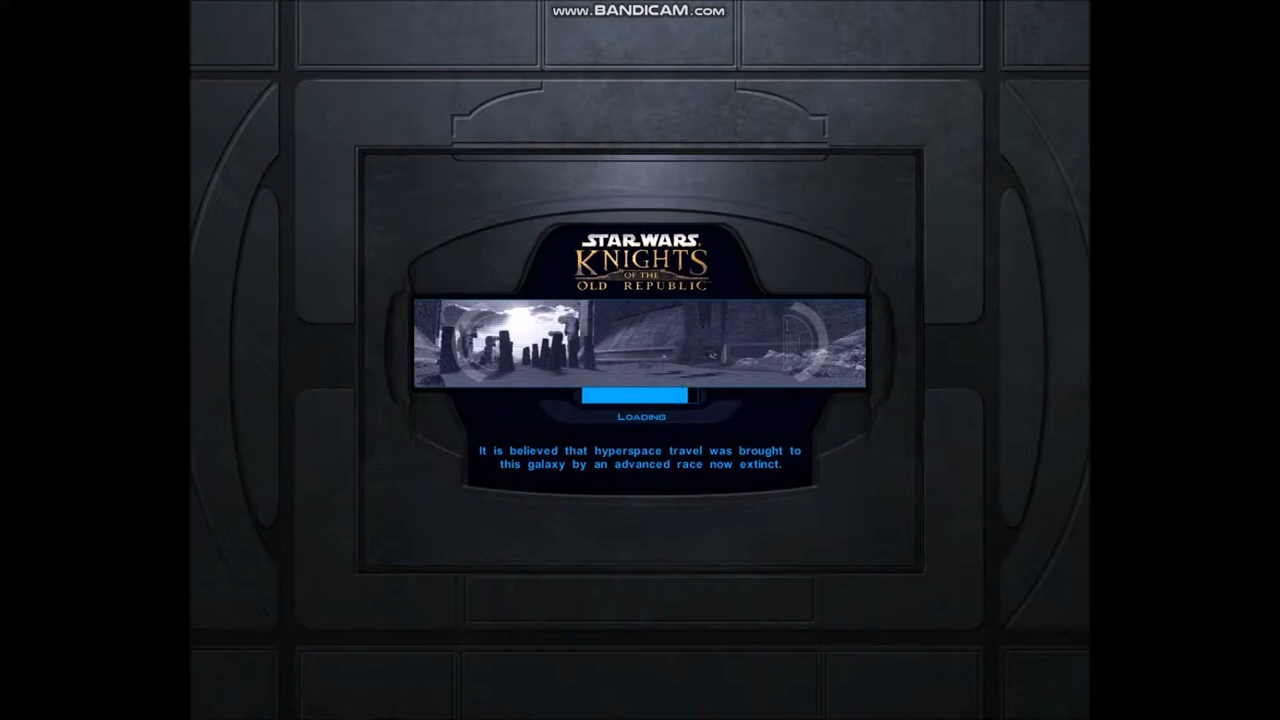 www.BANDICAM.com
STAR WARS
KNIGHTS
OF THE
OLD REPUBLIC
LOADING
It is believed that hyperspace travel was brought to
this galaxy by an advanced race now extinct.